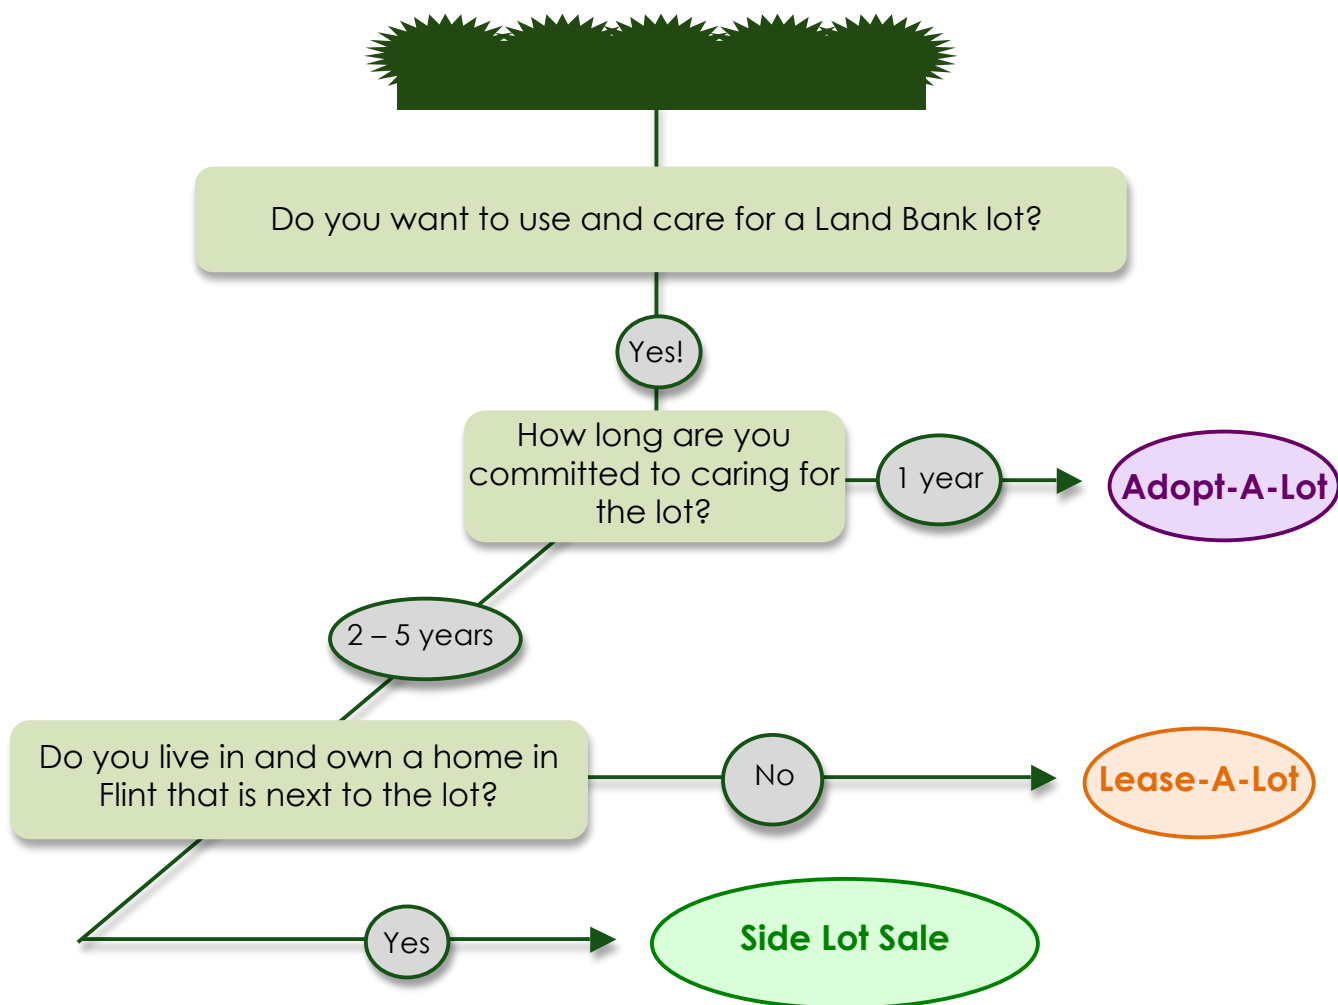 Do you want to use and care for a Land Bank lot?
Yes!
How long are you
committed to caring for
the lot?
1 year
Adopt-A-Lot
2 – 5 years
Do you live in and own a home in
Flint that is next to the lot?
No
Lease-A-Lot
Yes
Side Lot Sale